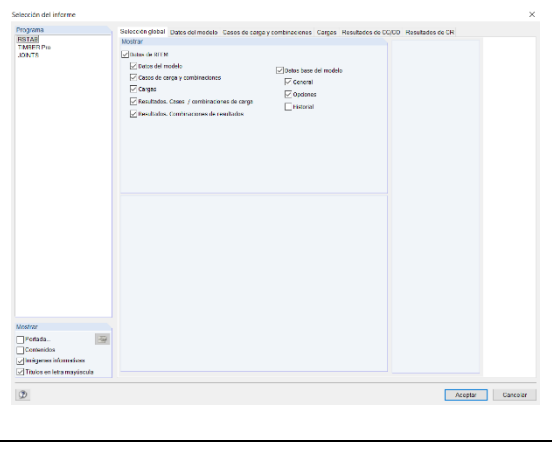 Selección del informe
Programa
RSTAB
TIMBER Pro
JOINTS
Selección global Datos del modelo Casos de carga y combinaciones Cargas Resultados de CC/CO Resultados de CR
Mostrar
Datos de
Datos del modelo
Casos de carga y combinaciones
Cargas
Resultados. Casos / combinaciones de carga
Resultados. Combinaciones de resultados
Datos base del modelo
General
Opciones
Historial
Mostrar
Portada...
Contenidos
Imágenes informativas
Títulos en letra mayúscula
Aceptar Cancelar